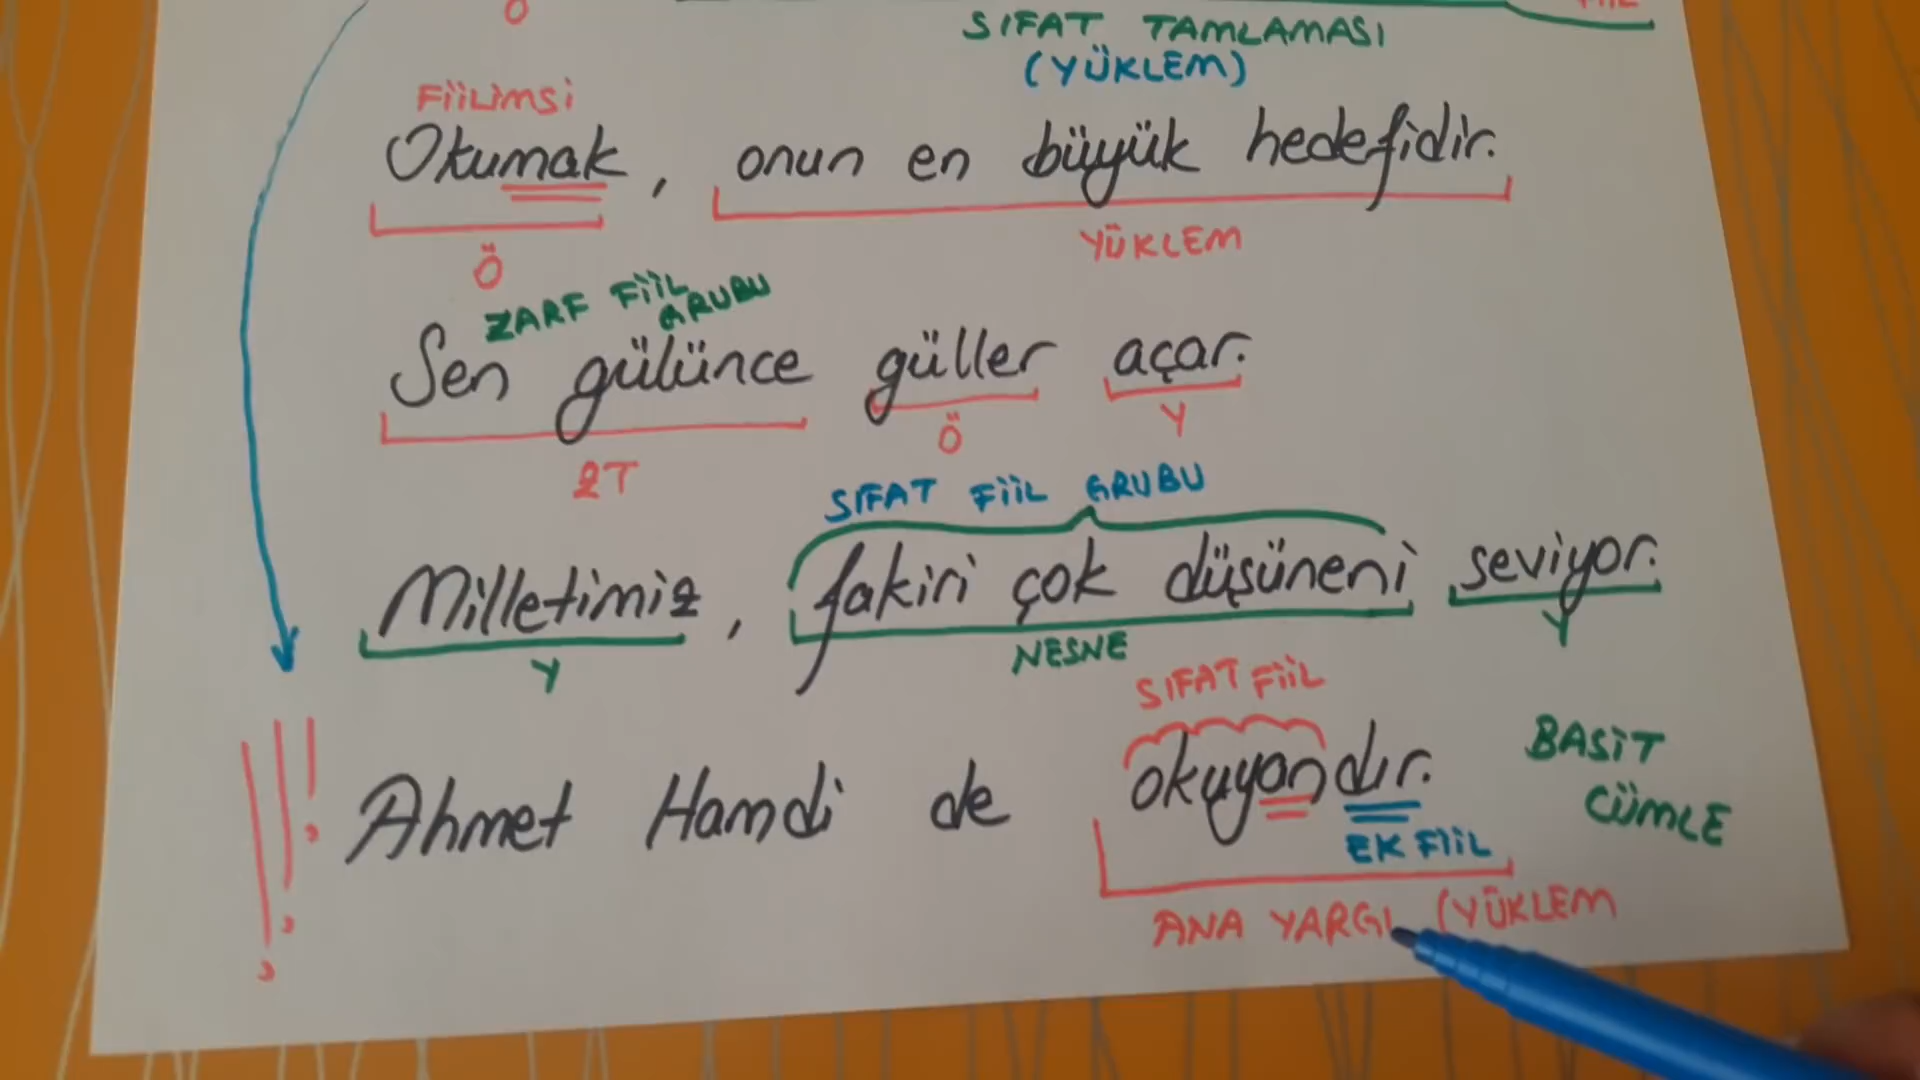 Ö
SIFAT TAMLAMASI
(YÜKLEM)
FİİLİMSİ
Okumak, onun en büyük hedefidir.
Ö YÜKLEM
ZARF FİİL GRUBU
Sen gülünce güller açar.
ZT Ö Y
SIFAT FİİL GRUBU
Milletimiz, fakiri çok düşüneni seviyor.
Y NESNE Y
SIFAT FİİL
Ahmet Hamdi de okuyandır. BASİT CÜMLE
EK FİİL
!!! ANA YARGI (YÜKLEM